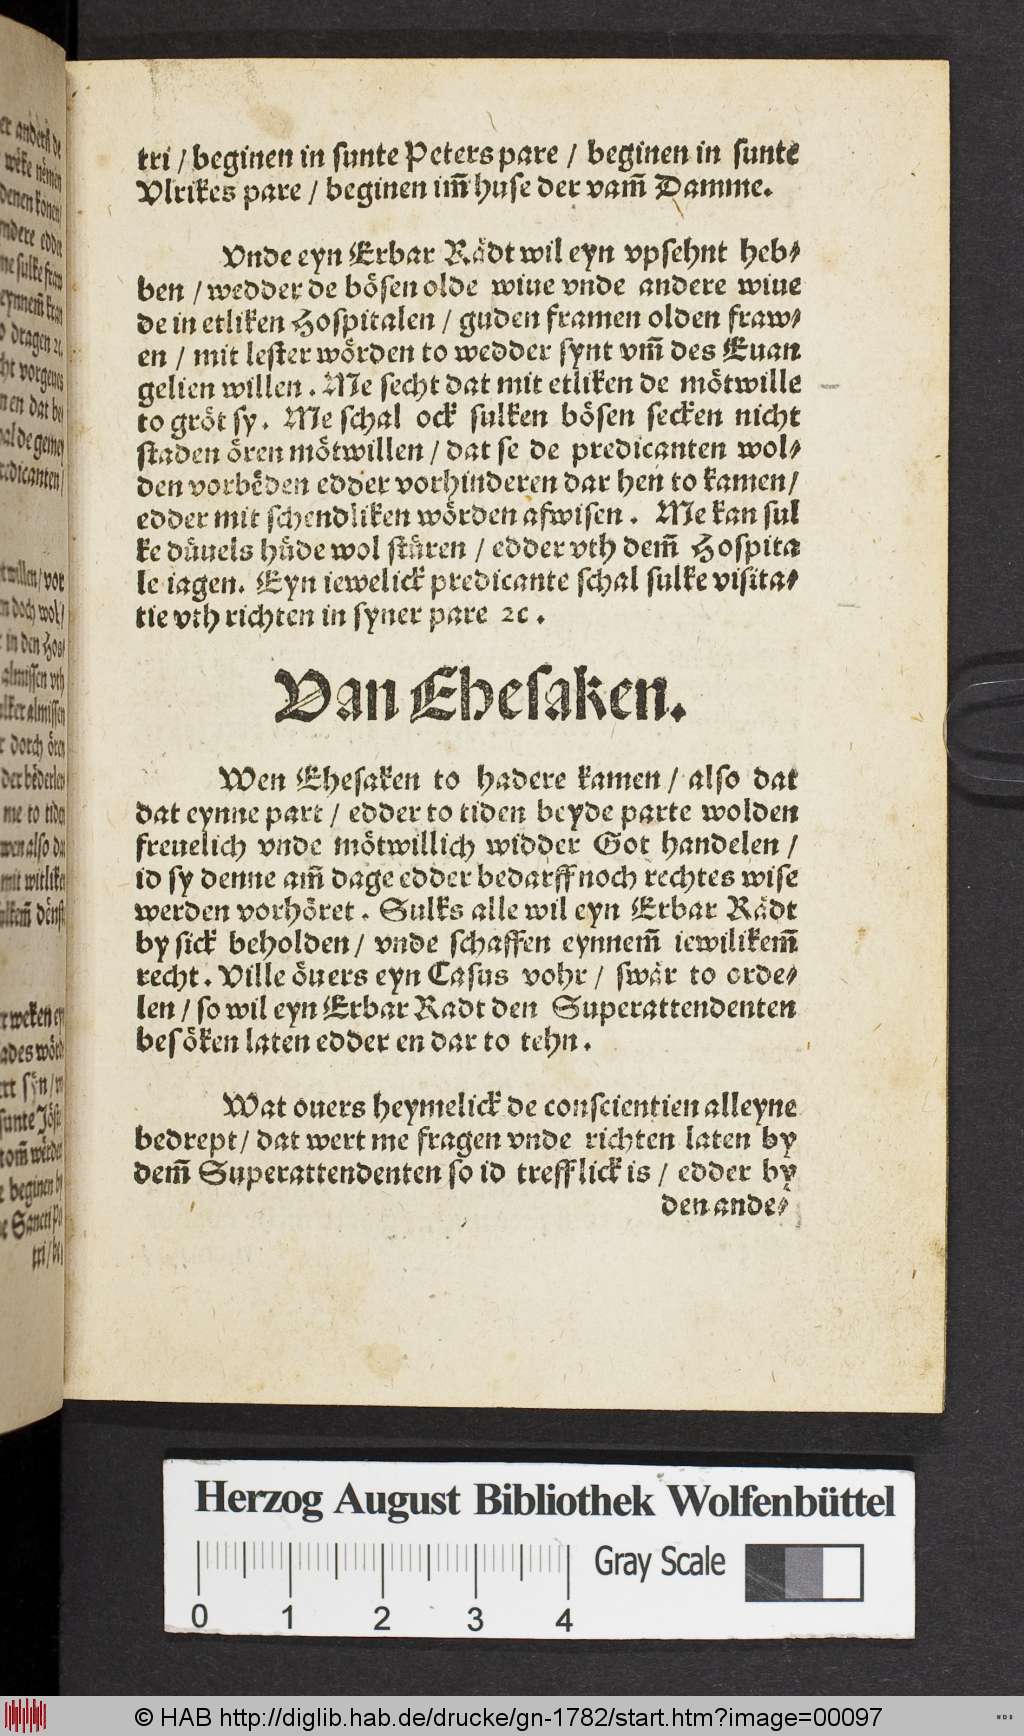 tri / beginen in sunte Peters pare / beginen in sunte
Vlrikes pare / beginen im̃ huse der vam̃ Damme.
Vnde eyn Erbar Rådt wil eyn vpsehnt heb⸗
ben / wedder de bösen olde wiue vnde andere wiue
de in etliken Hospitalen / guden framen olden fraw⸗
en / mit lester wörden to wedder synt vm̃ des Euan
gelien willen. Me secht dat mit etliken de mötwille
to gröt sy. Me schal ock sulken bösen secken nicht
staden ören mötwillen / dat se de predicanten wol⸗
den vorbëden edder vorhinderen dar hen to kamen /
edder mit schendliken wörden afwisen. Me kan sul
ke düuels hüde wol stüren / edder vth dem̃ Hospita
le iagen. Eyn iewelick predicante schal sulke visita⸗
tie vth richten in syner pare ꝛc.
Van Ehesaken.
Wen Ehesaken to hadere kamen / also dat
dat eynne part / edder to tiden beyde parte wolden
freuelich vnde mötwillich widder Got handelen /
id sy denne am̃ dage edder bedarff noch rechtes wise
werden vorhöret. Sulks alle wil eyn Erbar Rådt
by sick beholden / vnde schaffen eynnem̃ iewilikem̃
recht. Ville öuers eyn Casus vohr / swår to orde⸗
len / so wil eyn Erbar Radt den Superattendenten
besöken laten edder en dar to tehn.
Wat ouers heymelick de conscientien alleyne
bedrept / dat wert me fragen vnde richten laten by
dem̃ Superattendenten so id trefflick is / edder by
den ande⸗
Herzog August Bibliothek Wolfenbüttel
Gray Scale
0 1 2 3 4
© HAB http://diglib.hab.de/drucke/gn-1782/start.htm?image=00097